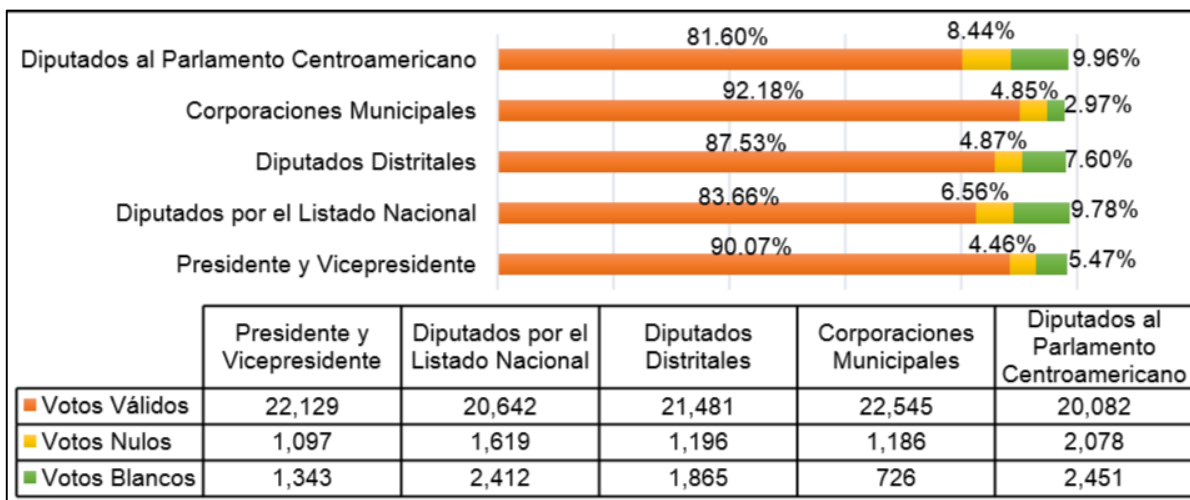 81.60% 8.44%
Diputados al Parlamento Centroamericano 9.96%
92.18% 4.85%
Corporaciones Municipales 2.97%
87.53% 4.87%
Diputados Distritales 7.60%
83.66% 6.56%
Diputados por el Listado Nacional 9.78%
90.07% 4.46%
Presidente y Vicepresidente 5.47%
Presidente y Vicepresidente
Diputados por el Listado Nacional
Diputados Distritales
Corporaciones Municipales
Diputados al Parlamento Centroamericano
Votos Válidos 22,129 20,642 21,481 22,545 20,082
Votos Nulos 1,097 1,619 1,196 1,186 2,078
Votos Blancos 1,343 2,412 1,865 726 2,451